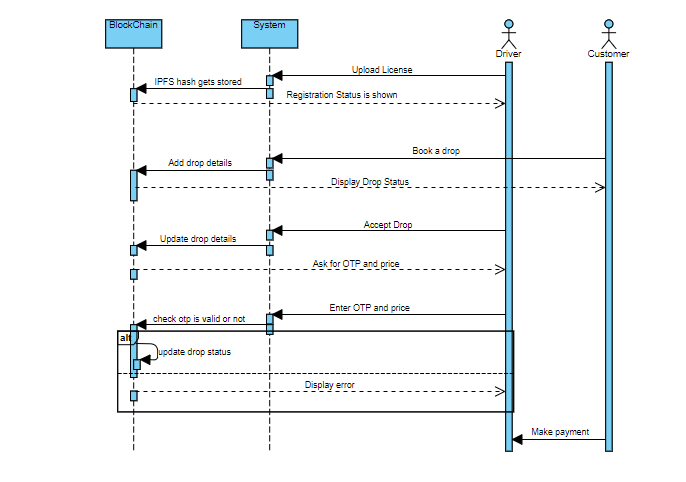 BlockChain
System
Driver
Customer
Upload License
IPFS hash gets stored
Registration Status is shown
Book a drop
Add drop details
Display Drop Status
Accept Drop
Update drop details
Ask for OTP and price
Enter OTP and price
check otp is valid or not
alt
update drop status
Display error
Make payment